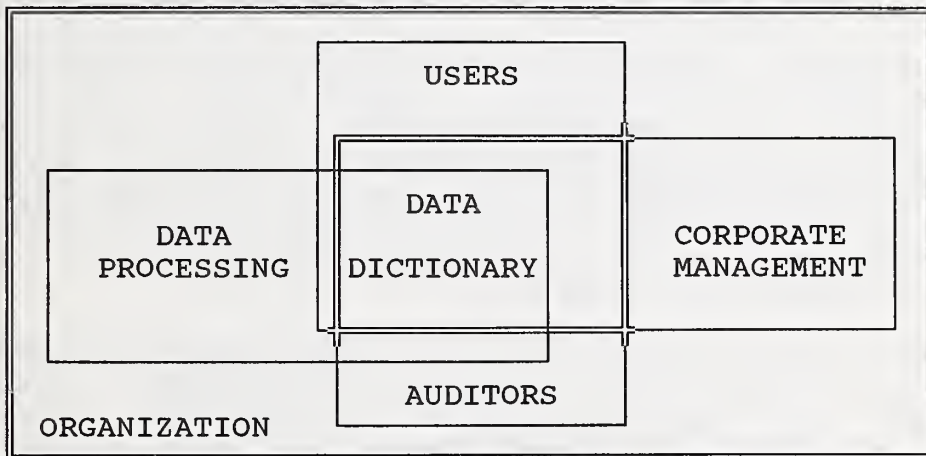 USERS
DATA
DICTIONARY
DATA
PROCESSING
CORPORATE
MANAGEMENT
AUDITORS
ORGANIZATION